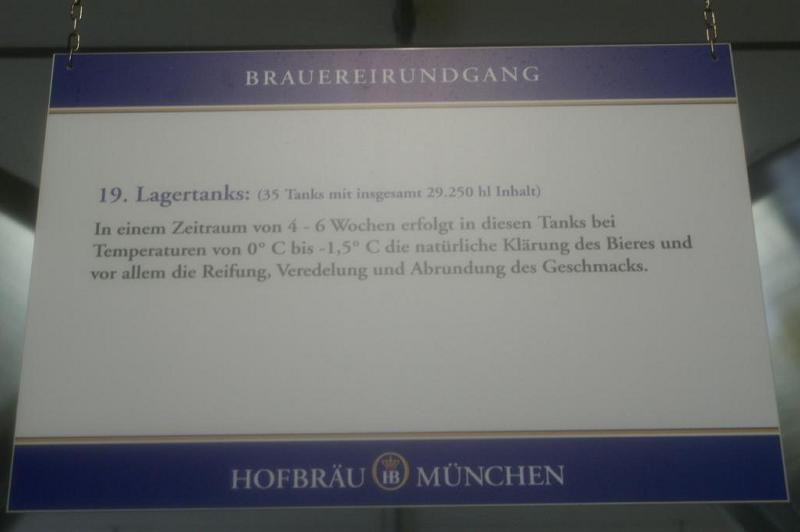 BRAUEREIRUNDGANG
19. Lagertanks: (35 Tanks mit insgesamt 29.250 hl Inhalt)
In einem Zeitraum von 4 - 6 Wochen erfolgt in diesen Tanks bei
Temperaturen von 0° C bis -1,5° C die natürliche Klärung des Bieres und
vor allem die Reifung, Veredelung und Abrundung des Geschmacks.
HOFBRÄU HB MÜNCHEN